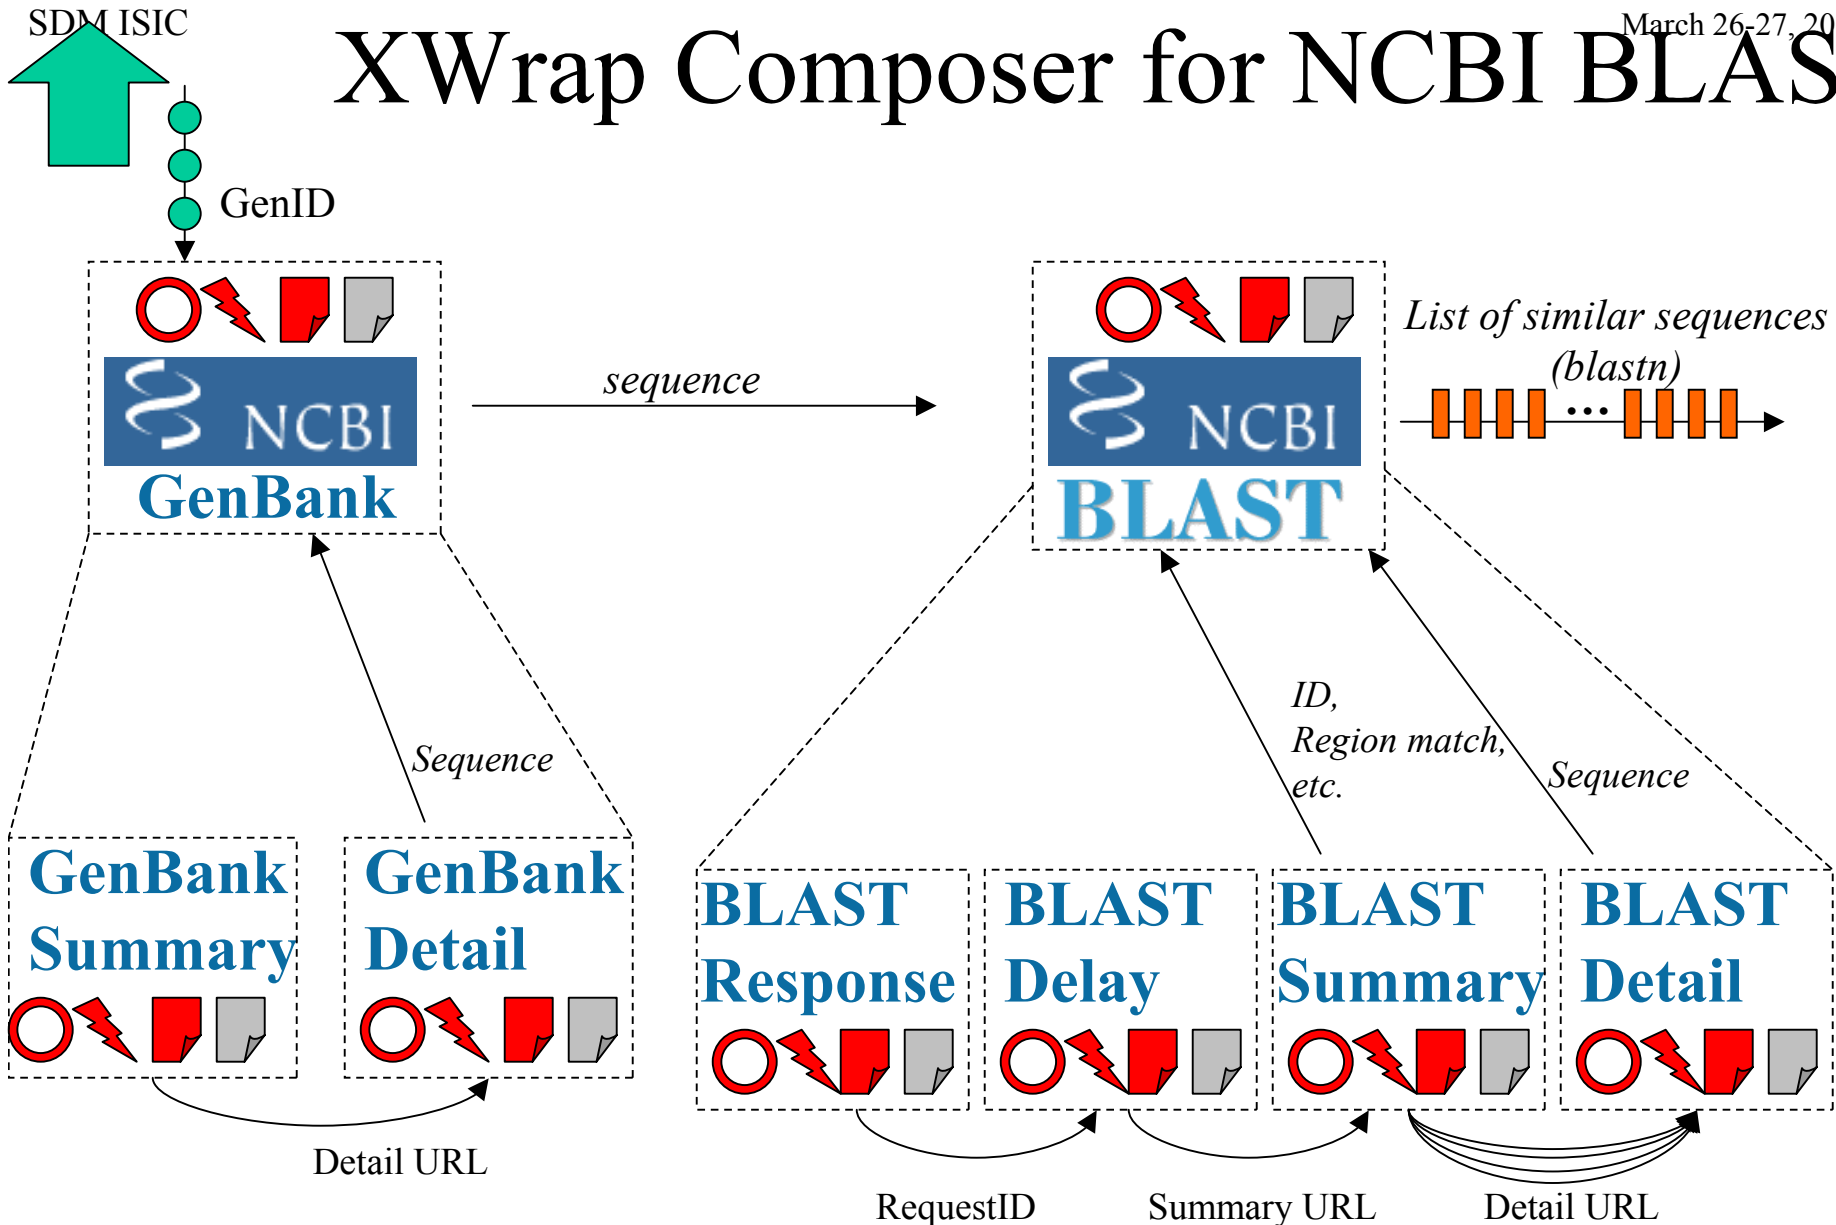 SDM ISIC
March 26-27, 20
XWrap Composer for NCBI BLAS
GenID
NCBI
GenBank
sequence
NCBI
BLAST
List of similar sequences
(blastn)
...
Sequence
ID,
Region match,
etc.
Sequence
GenBank
Summary
GenBank
Detail
BLAST
Response
BLAST
Delay
BLAST
Summary
BLAST
Detail
Detail URL
RequestID
Summary URL
Detail URL